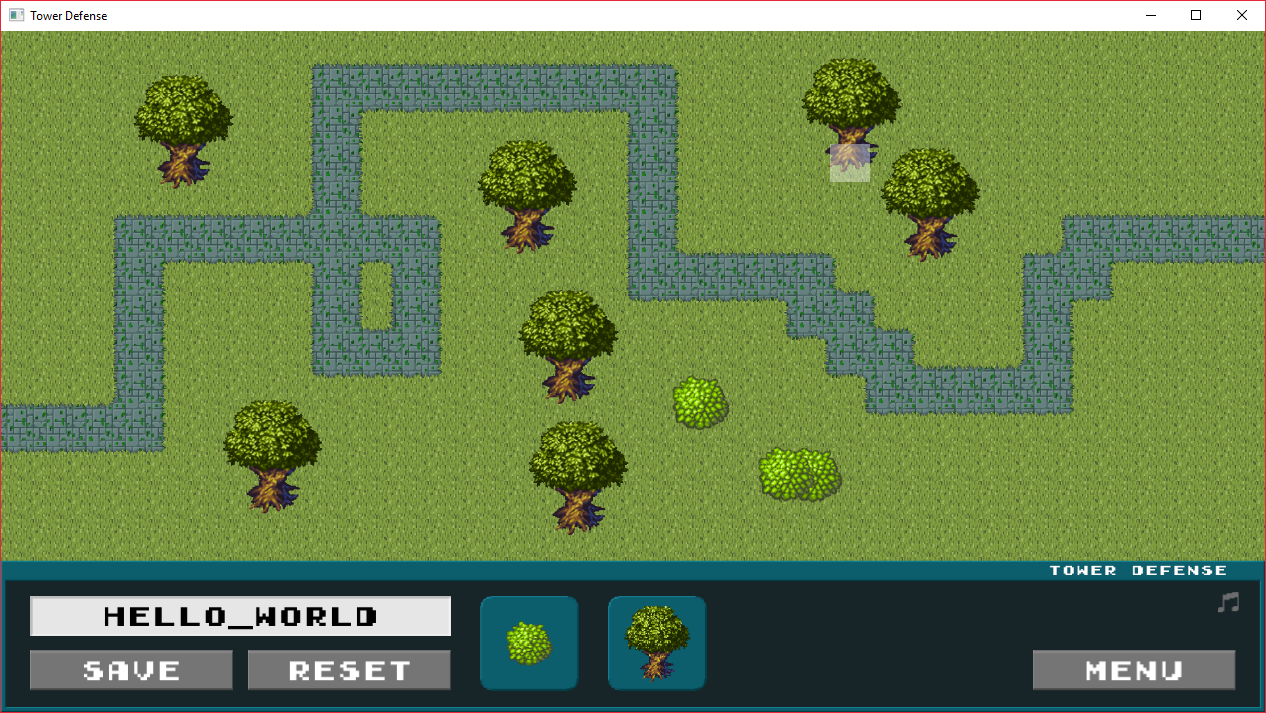 Tower Defense
TOWER DEFENSE
HELLO_WORLD
SAVE
RESET
MENU